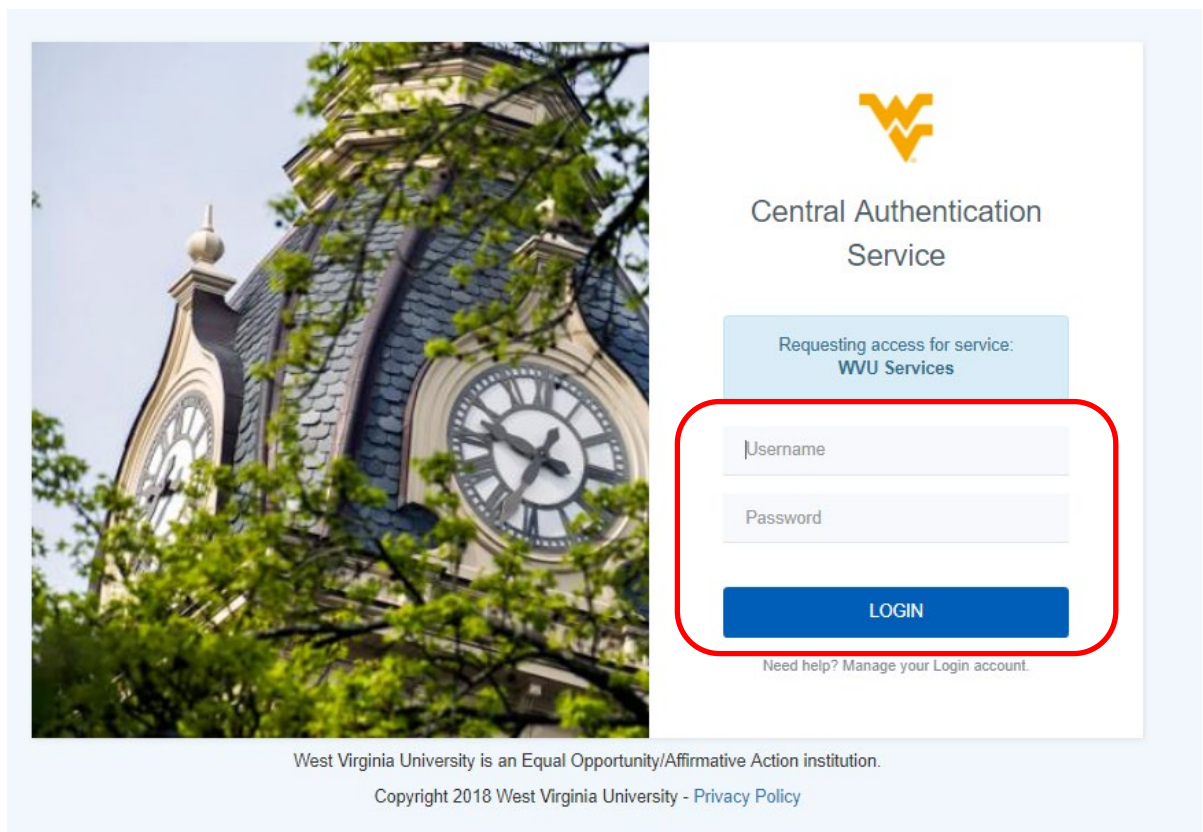 WV
Central Authentication
Service
Requesting access for service:
WVU Services
Username
Password
LOGIN
Need help? Manage your Login account.
West Virginia University is an Equal Opportunity/Affirmative Action institution.
Copyright 2018 West Virginia University - Privacy Policy